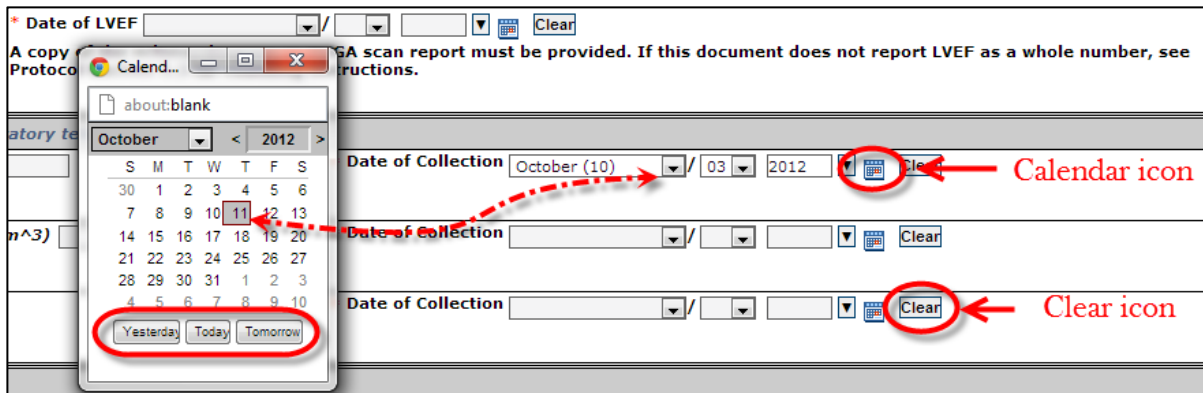 * Date of LVEF / Clear
A copy GA scan report must be provided. If this document does not report LVEF as a whole number, see
Protoco tructions.
Calend...
about:blank
October < 2012 >
S M T W T F S
30 1 2 3 4 5 6
7 8 9 10 11 12 13
14 15 16 17 18 19 20
21 22 23 24 25 26 27
28 29 30 31 1 2 3
4 5 6 7 8 9 10
Yesterday Today Tomorrow
atory te
Date of Collection October (10) / 03 2012 Clear
Calendar icon
m^3) Date of Collection / Clear
Date of Collection / Clear
Clear icon